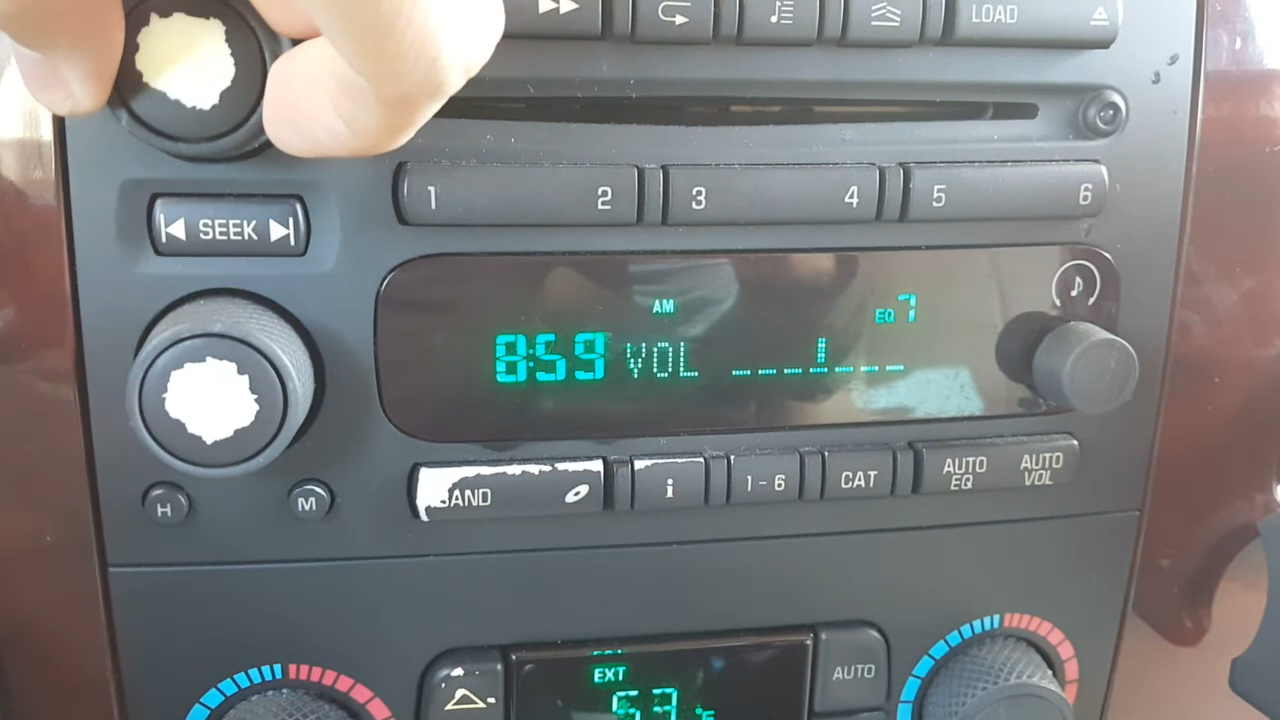 LOAD
1 2 3 4 5 6
SEEK
AM
EQ 7
8:59 VOL
BAND
i
1-6
CAT
AUTO EQ
AUTO VOL
H
M
EXT
AUTO